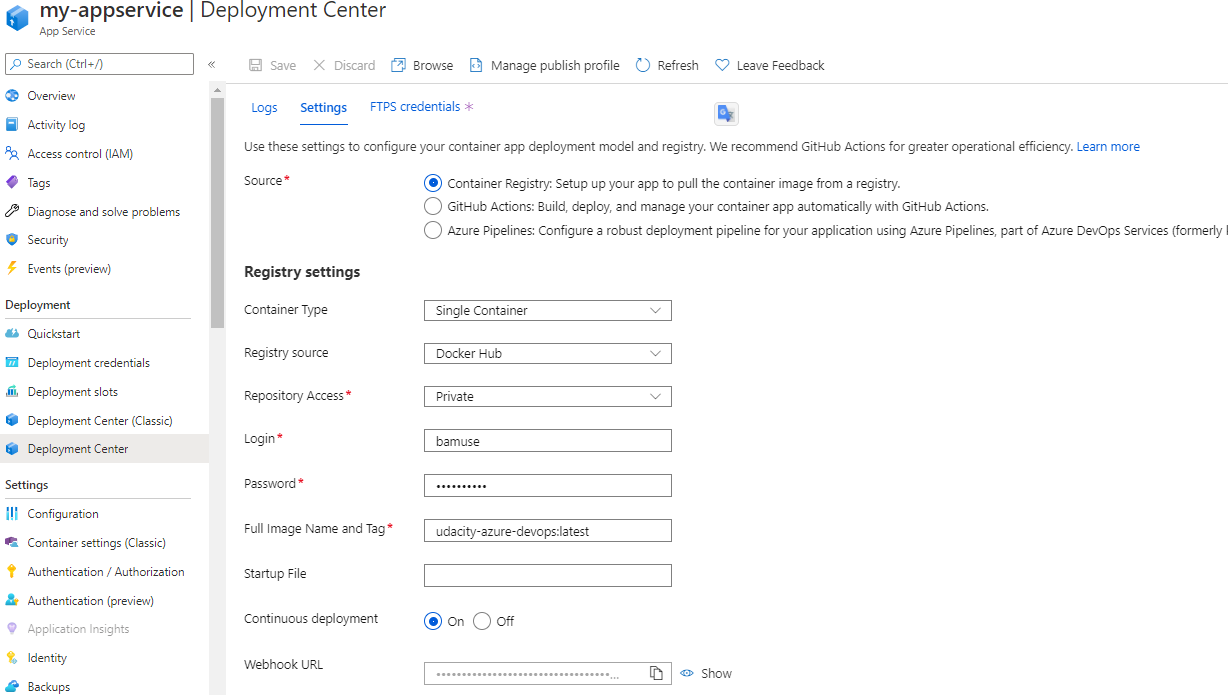 my-appservice | Deployment Center
App Service
Search (Ctrl+/)
«
Save
Discard
Browse
Manage publish profile
Refresh
Leave Feedback
Overview
Activity log
Access control (IAM)
Tags
Diagnose and solve problems
Security
Events (preview)
Deployment
Quickstart
Deployment credentials
Deployment slots
Deployment Center (Classic)
Deployment Center
Settings
Configuration
Container settings (Classic)
Authentication / Authorization
Authentication (preview)
Application Insights
Identity
Backups
Logs
Settings
FTPS credentials *
Use these settings to configure your container app deployment model and registry. We recommend GitHub Actions for greater operational efficiency. Learn more
Source*
Container Registry: Setup up your app to pull the container image from a registry.
GitHub Actions: Build, deploy, and manage your container app automatically with GitHub Actions.
Azure Pipelines: Configure a robust deployment pipeline for your application using Azure Pipelines, part of Azure DevOps Services (formerly
Registry settings
Container Type
Single Container
Registry source
Docker Hub
Repository Access*
Private
Login*
bamuse
Password*
••••••••••
Full Image Name and Tag*
udacity-azure-devops:latest
Startup File
Continuous deployment
On
Off
Webhook URL
Show